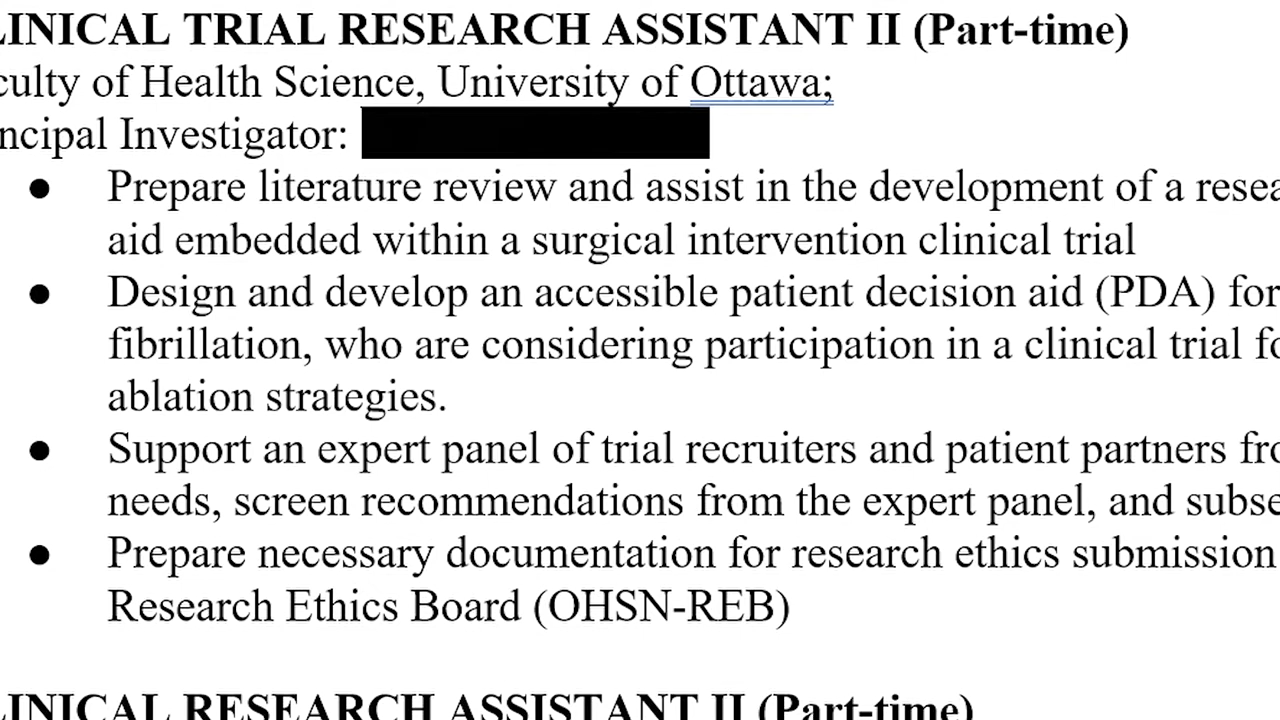 LINICAL TRIAL RESEARCH ASSISTANT II (Part-time)
culty of Health Science, University of Ottawa;
ncipal Investigator:
● Prepare literature review and assist in the development of a resea
aid embedded within a surgical intervention clinical trial
● Design and develop an accessible patient decision aid (PDA) for
fibrillation, who are considering participation in a clinical trial fo
ablation strategies.
● Support an expert panel of trial recruiters and patient partners fro
needs, screen recommendations from the expert panel, and subse
● Prepare necessary documentation for research ethics submission
Research Ethics Board (OHSN-REB)
LINICAL RESEARCH ASSISTANT II (Part-time)